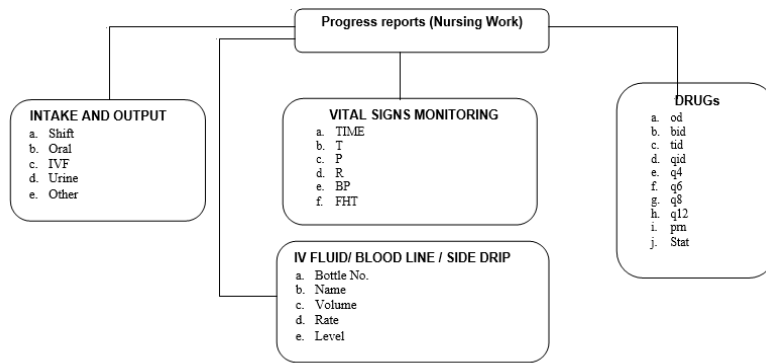 Progress reports (Nursing Work)
INTAKE AND OUTPUT
a. Shift
b. Oral
c. IVF
d. Urine
e. Other
VITAL SIGNS MONITORING
a. TIME
b. T
c. P
d. R
e. BP
f. FHT
DRUGs
a. od
b. bid
c. tid
d. qid
e. q4
f. q6
g. q8
h. q12
i. prn
j. Stat
IV FLUID/ BLOOD LINE / SIDE DRIP
a. Bottle No.
b. Name
c. Volume
d. Rate
e. Level